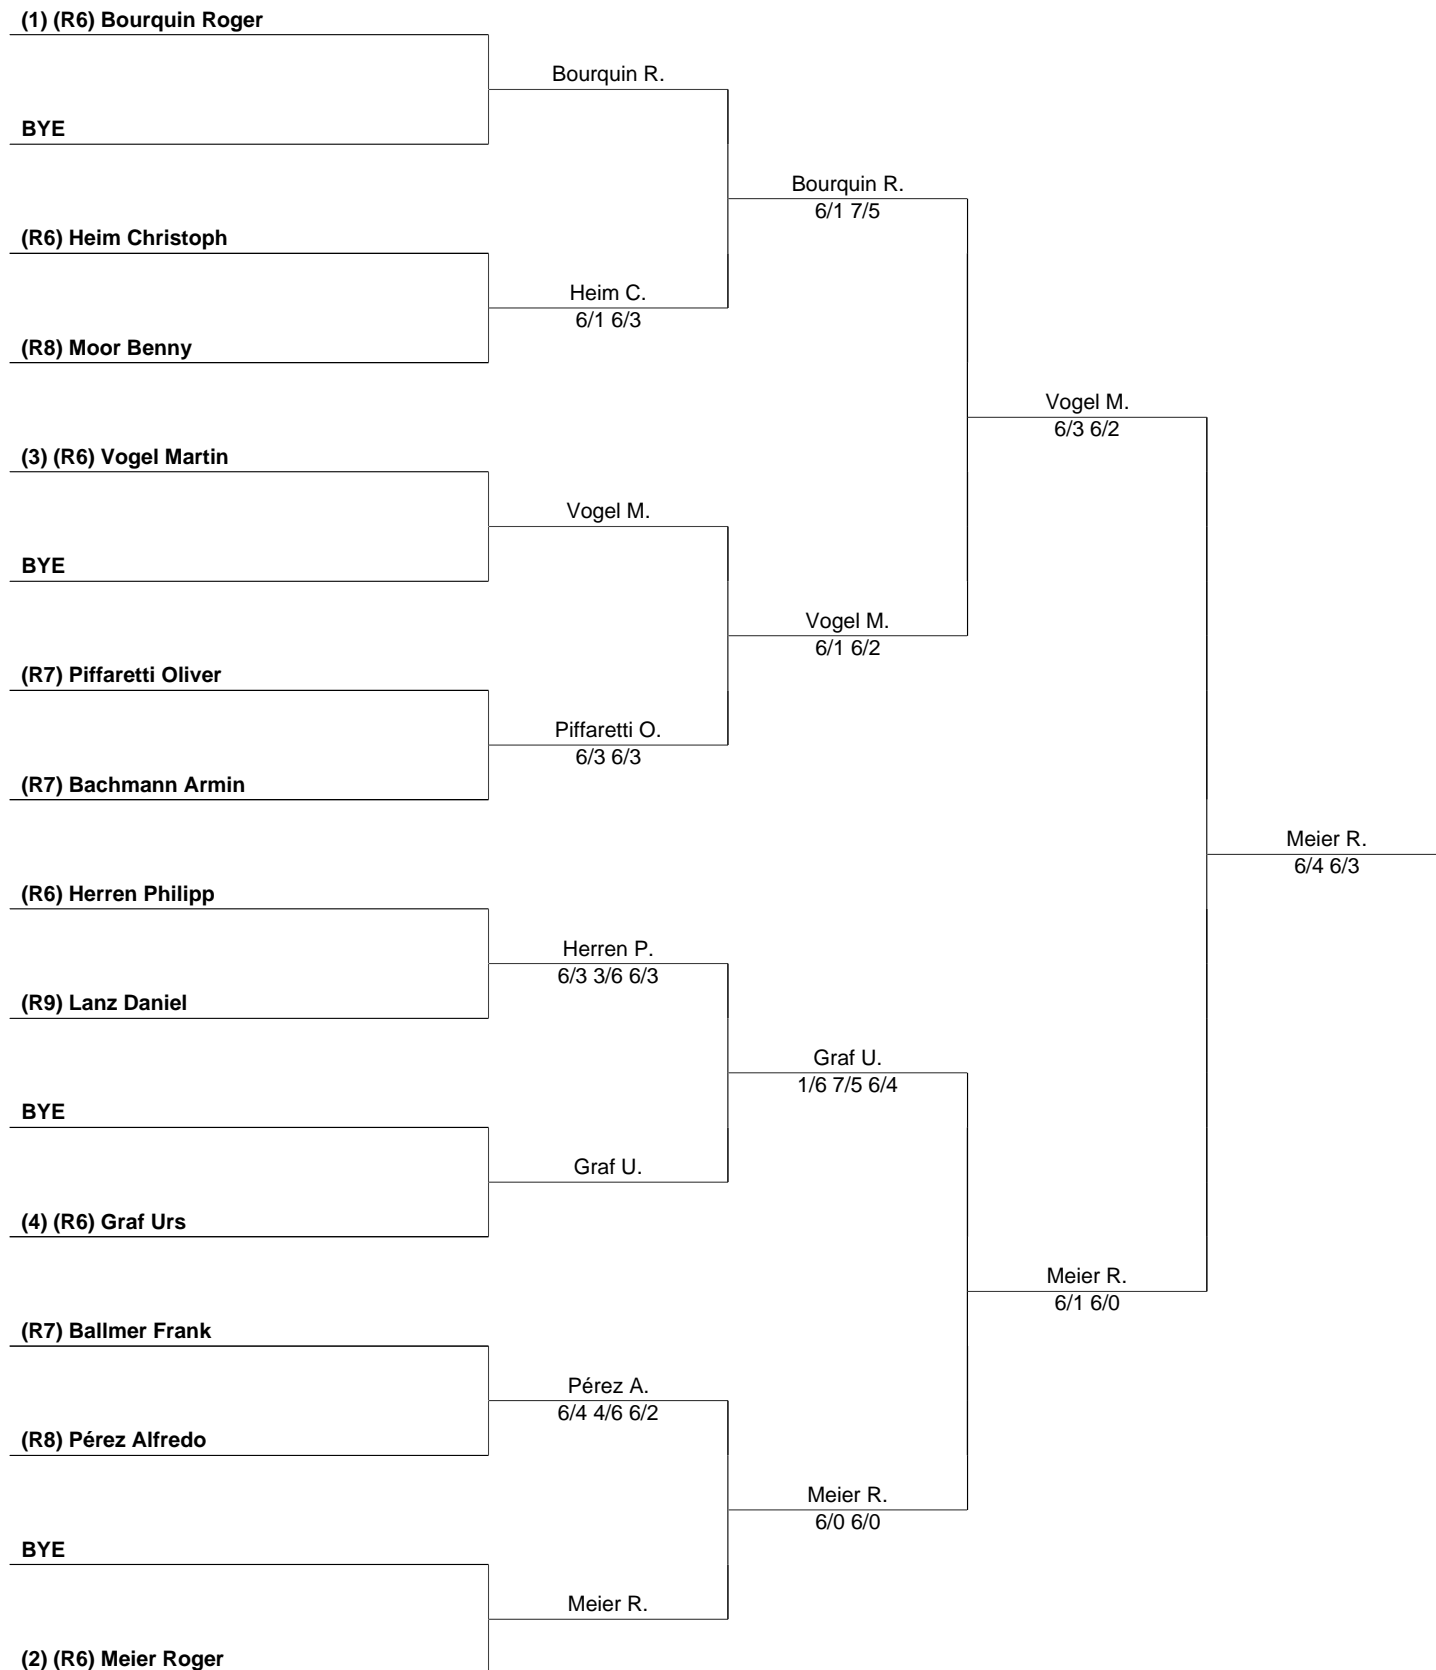 (1) (R6) Bourquin Roger
Bourquin R.
BYE
Bourquin R.
6/1 7/5
(R6) Heim Christoph
Heim C.
6/1 6/3
(R8) Moor Benny
Vogel M.
6/3 6/2
(3) (R6) Vogel Martin
Vogel M.
BYE
Vogel M.
6/1 6/2
(R7) Piffaretti Oliver
Piffaretti O.
6/3 6/3
(R7) Bachmann Armin
Meier R.
6/4 6/3
(R6) Herren Philipp
Herren P.
6/3 3/6 6/3
(R9) Lanz Daniel
Graf U.
1/6 7/5 6/4
BYE
Graf U.
(4) (R6) Graf Urs
Meier R.
6/1 6/0
(R7) Ballmer Frank
Pérez A.
6/4 4/6 6/2
(R8) Pérez Alfredo
Meier R.
6/0 6/0
BYE
Meier R.
(2) (R6) Meier Roger